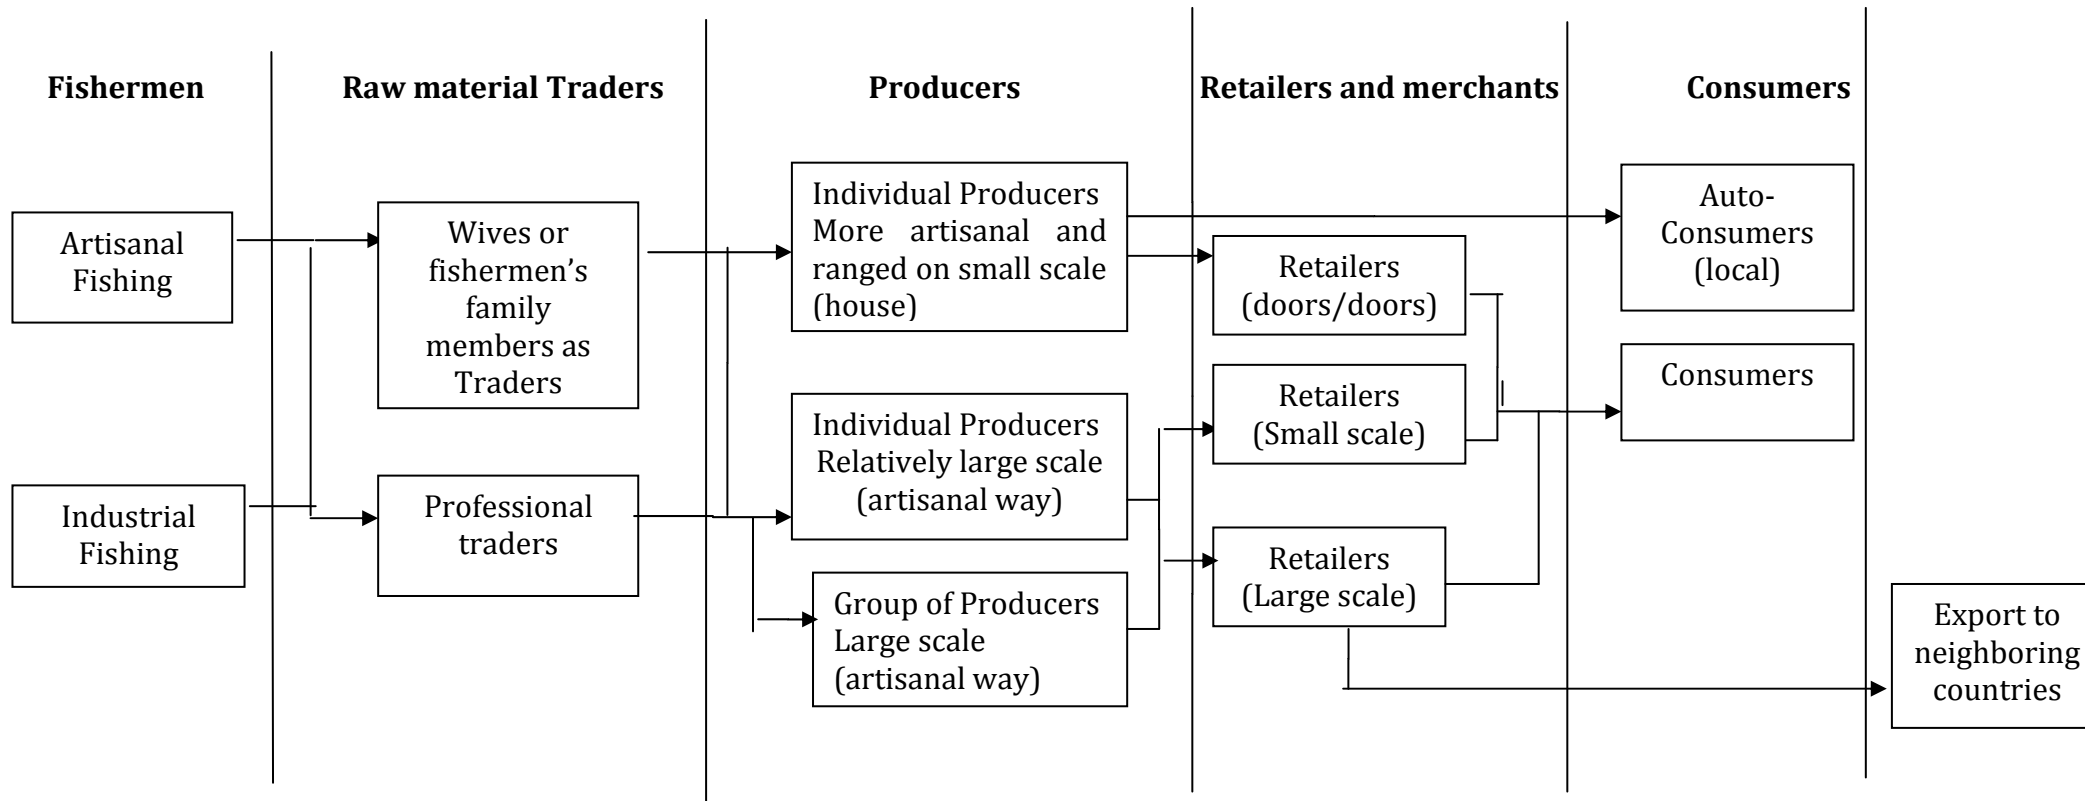 Fishermen
Raw material Traders
Producers
Retailers and merchants
Consumers
Artisanal
Fishing
Industrial
Fishing
Wives or
fishermen’s
family
members as
Traders
Professional
traders
Individual Producers
More artisanal and
ranged on small scale
(house)
Individual Producers
Relatively large scale
(artisanal way)
Group of Producers
Large scale
(artisanal way)
Retailers
(doors/doors)
Retailers
(Small scale)
Retailers
(Large scale)
Auto-
Consumers
(local)
Consumers
Export to
neighboring
countries